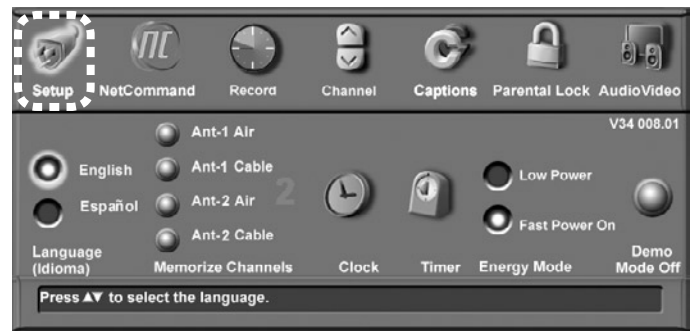 Setup NetCommand Record Channel Captions Parental Lock AudioVideo
V34 008.01
Ant-1 Air
English
Ant-1 Cable
Low Power
Español
Ant-2 Air
2
Fast Power On
Ant-2 Cable
Language
(Idioma)
Memorize Channels
Clock
Timer
Energy Mode
Demo
Mode Off
Press ▲▼ to select the language.